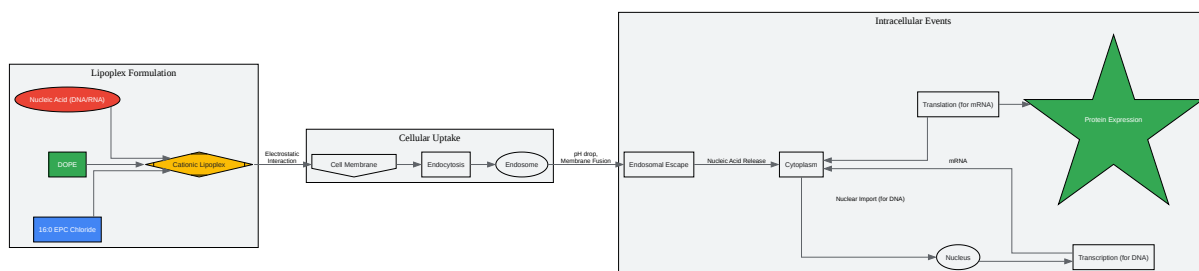 Lipoplex Formulation
Nucleic Acid (DNA/RNA)
DOPE
Cationic Lipoplex
16:0 EPC Chloride
Electrostatic
Interaction
Cellular Uptake
Cell Membrane
Endocytosis
Endosome
pH drop,
Membrane Fusion
Intracellular Events
Endosomal Escape
Nucleic Acid Release
Cytoplasm
Translation (for mRNA)
Protein Expression
mRNA
Nuclear Import (for DNA)
Nucleus
Transcription (for DNA)